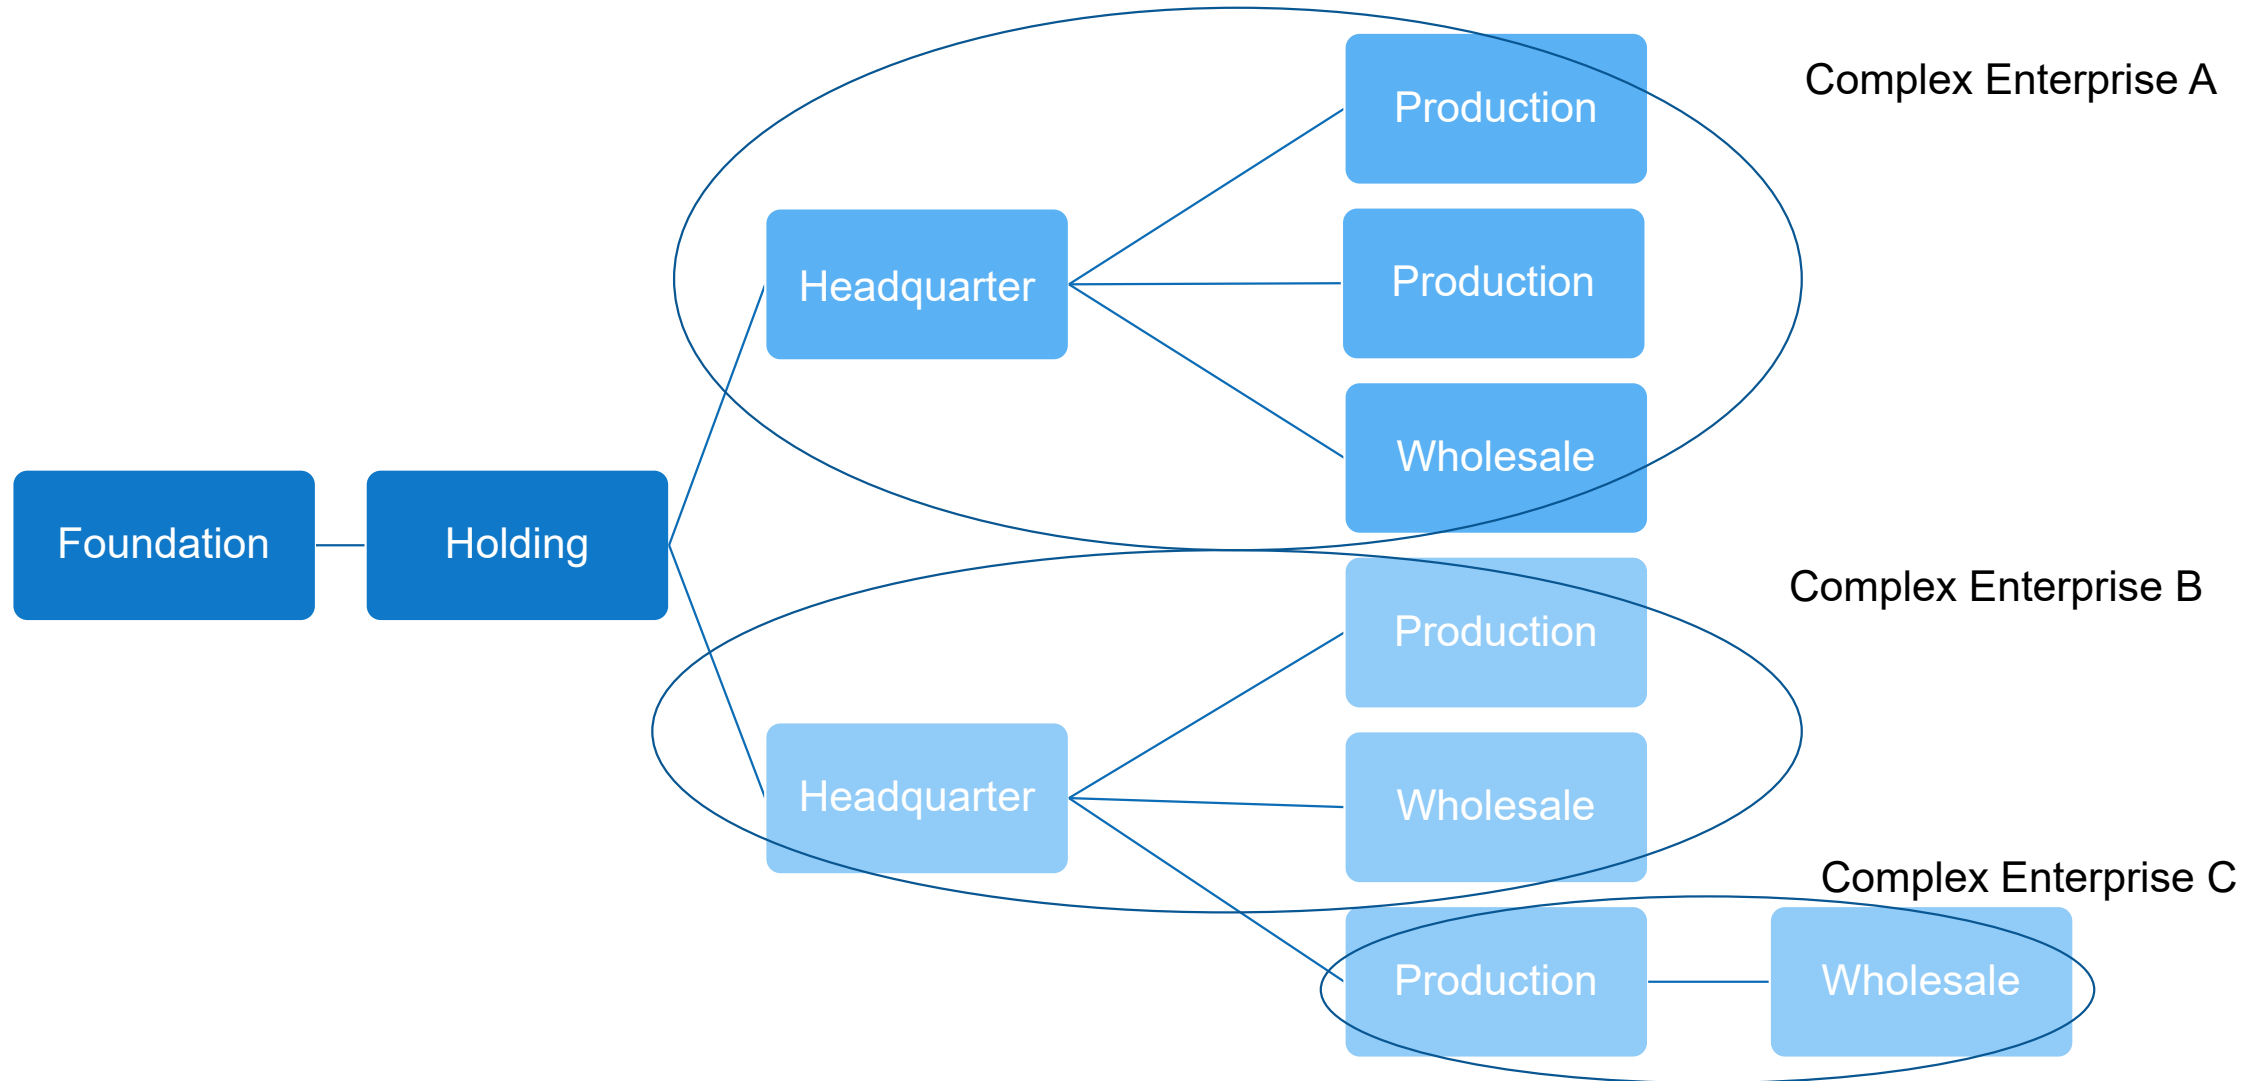 Complex Enterprise A
Production
Production
Headquarter
Wholesale
Foundation
Holding
Complex Enterprise B
Production
Headquarter
Wholesale
Complex Enterprise C
Production
Wholesale